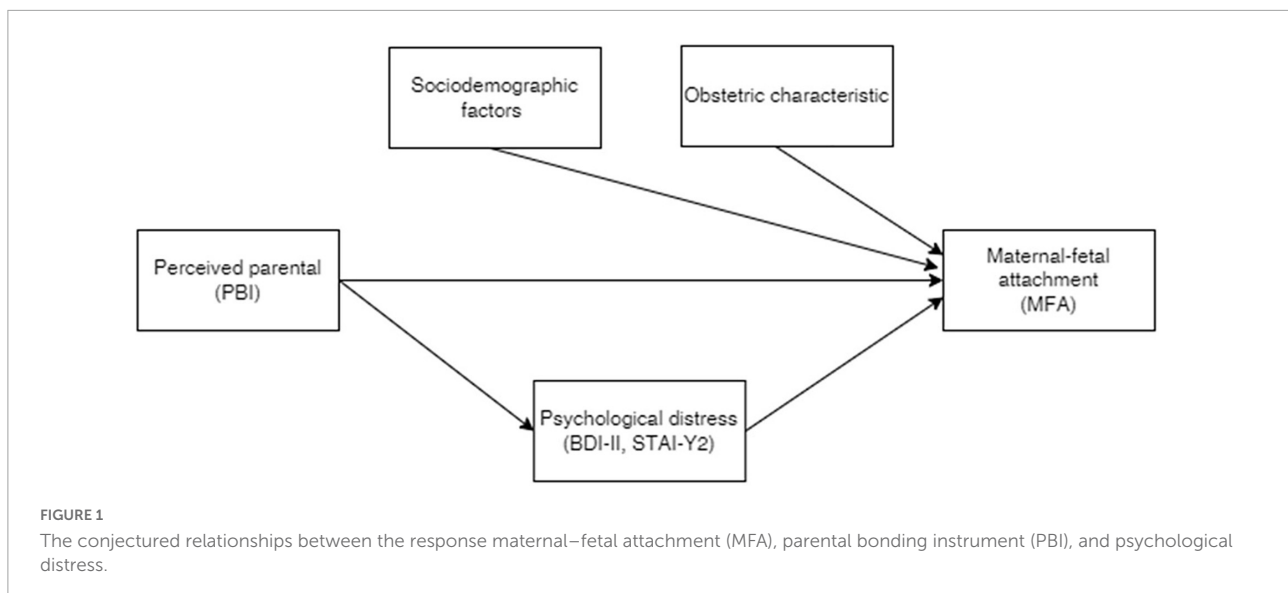 Sociodemographic
factors
Obstetric characteristic
Perceived parental
(PBI)
Maternal-fetal
attachment
(MFA)
Psychological distress
(BDI-II, STAI-Y2)
FIGURE 1
The conjectured relationships between the response maternal–fetal attachment (MFA), parental bonding instrument (PBI), and psychological
distress.